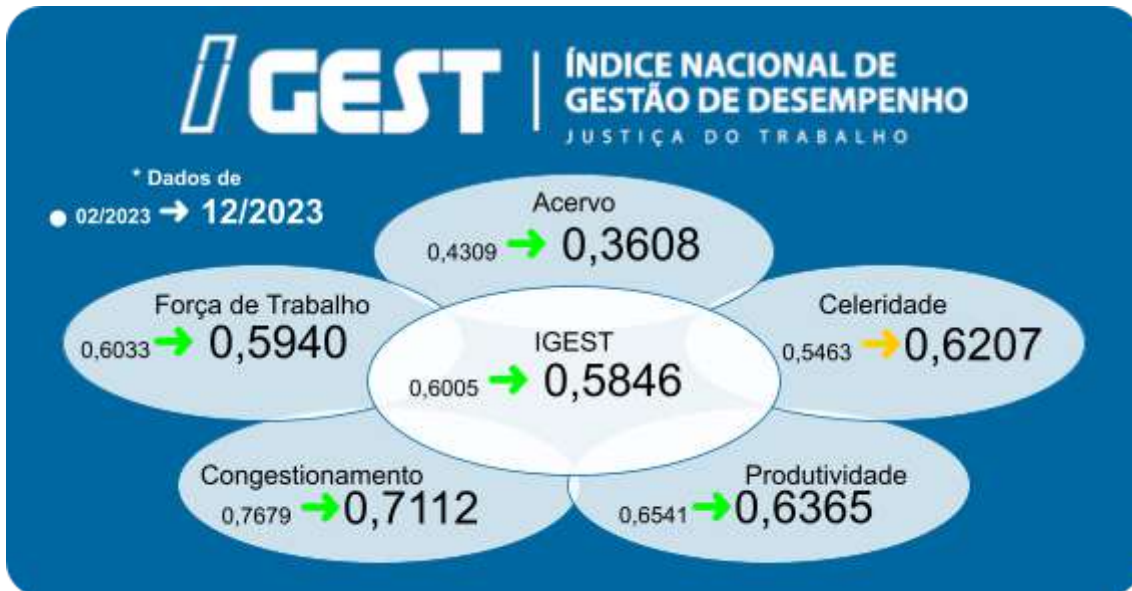 IGEST
ÍNDICE NACIONAL DE
GESTÃO DE DESEMPENHO
JUSTIÇA DO TRABALHO
* Dados de
02/2023 → 12/2023
Acervo
0,4309 → 0,3608
Força de Trabalho
0,6033 → 0,5940
Celeridade
0,5463 → 0,6207
IGEST
0,6005 → 0,5846
Congestionamento
0,7679 → 0,7112
Produtividade
0,6541 → 0,6365